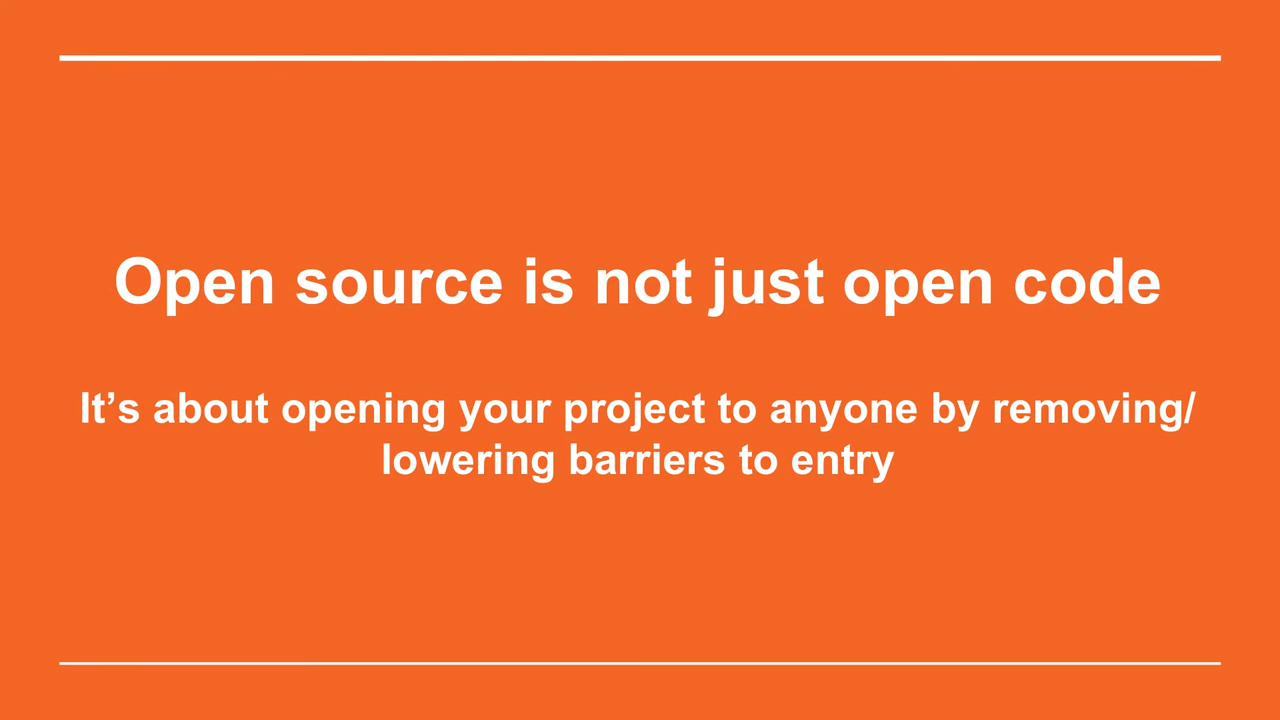 Open source is not just open code
It’s about opening your project to anyone by removing/
lowering barriers to entry